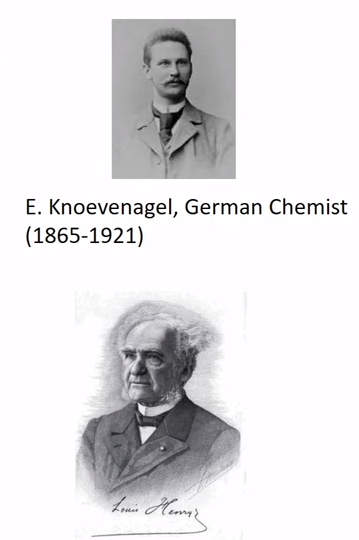 E. Knoevenagel, German Chemist
(1865-1921)
Louis Henry